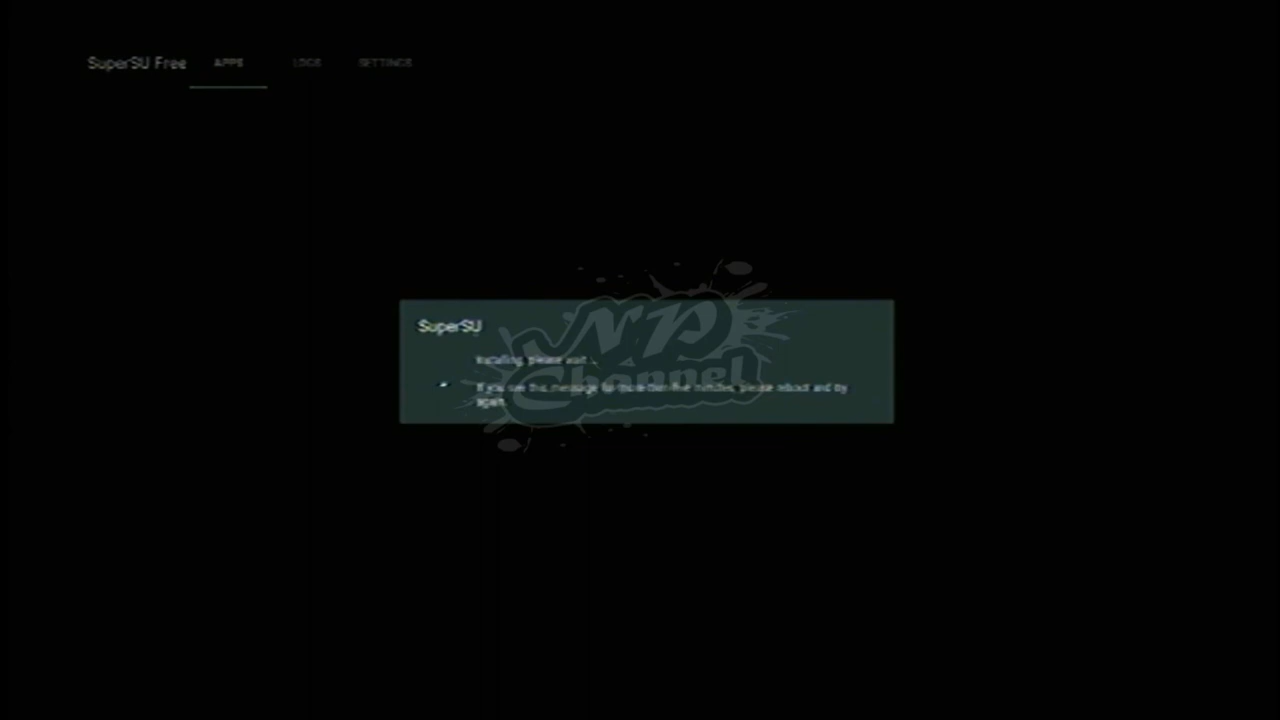 SuperSU Free APPS LOGS SETTINGS
SuperSU
NP
Channel
Installing, please wait...
If you see this message for more than five minutes, please reboot and try
again.